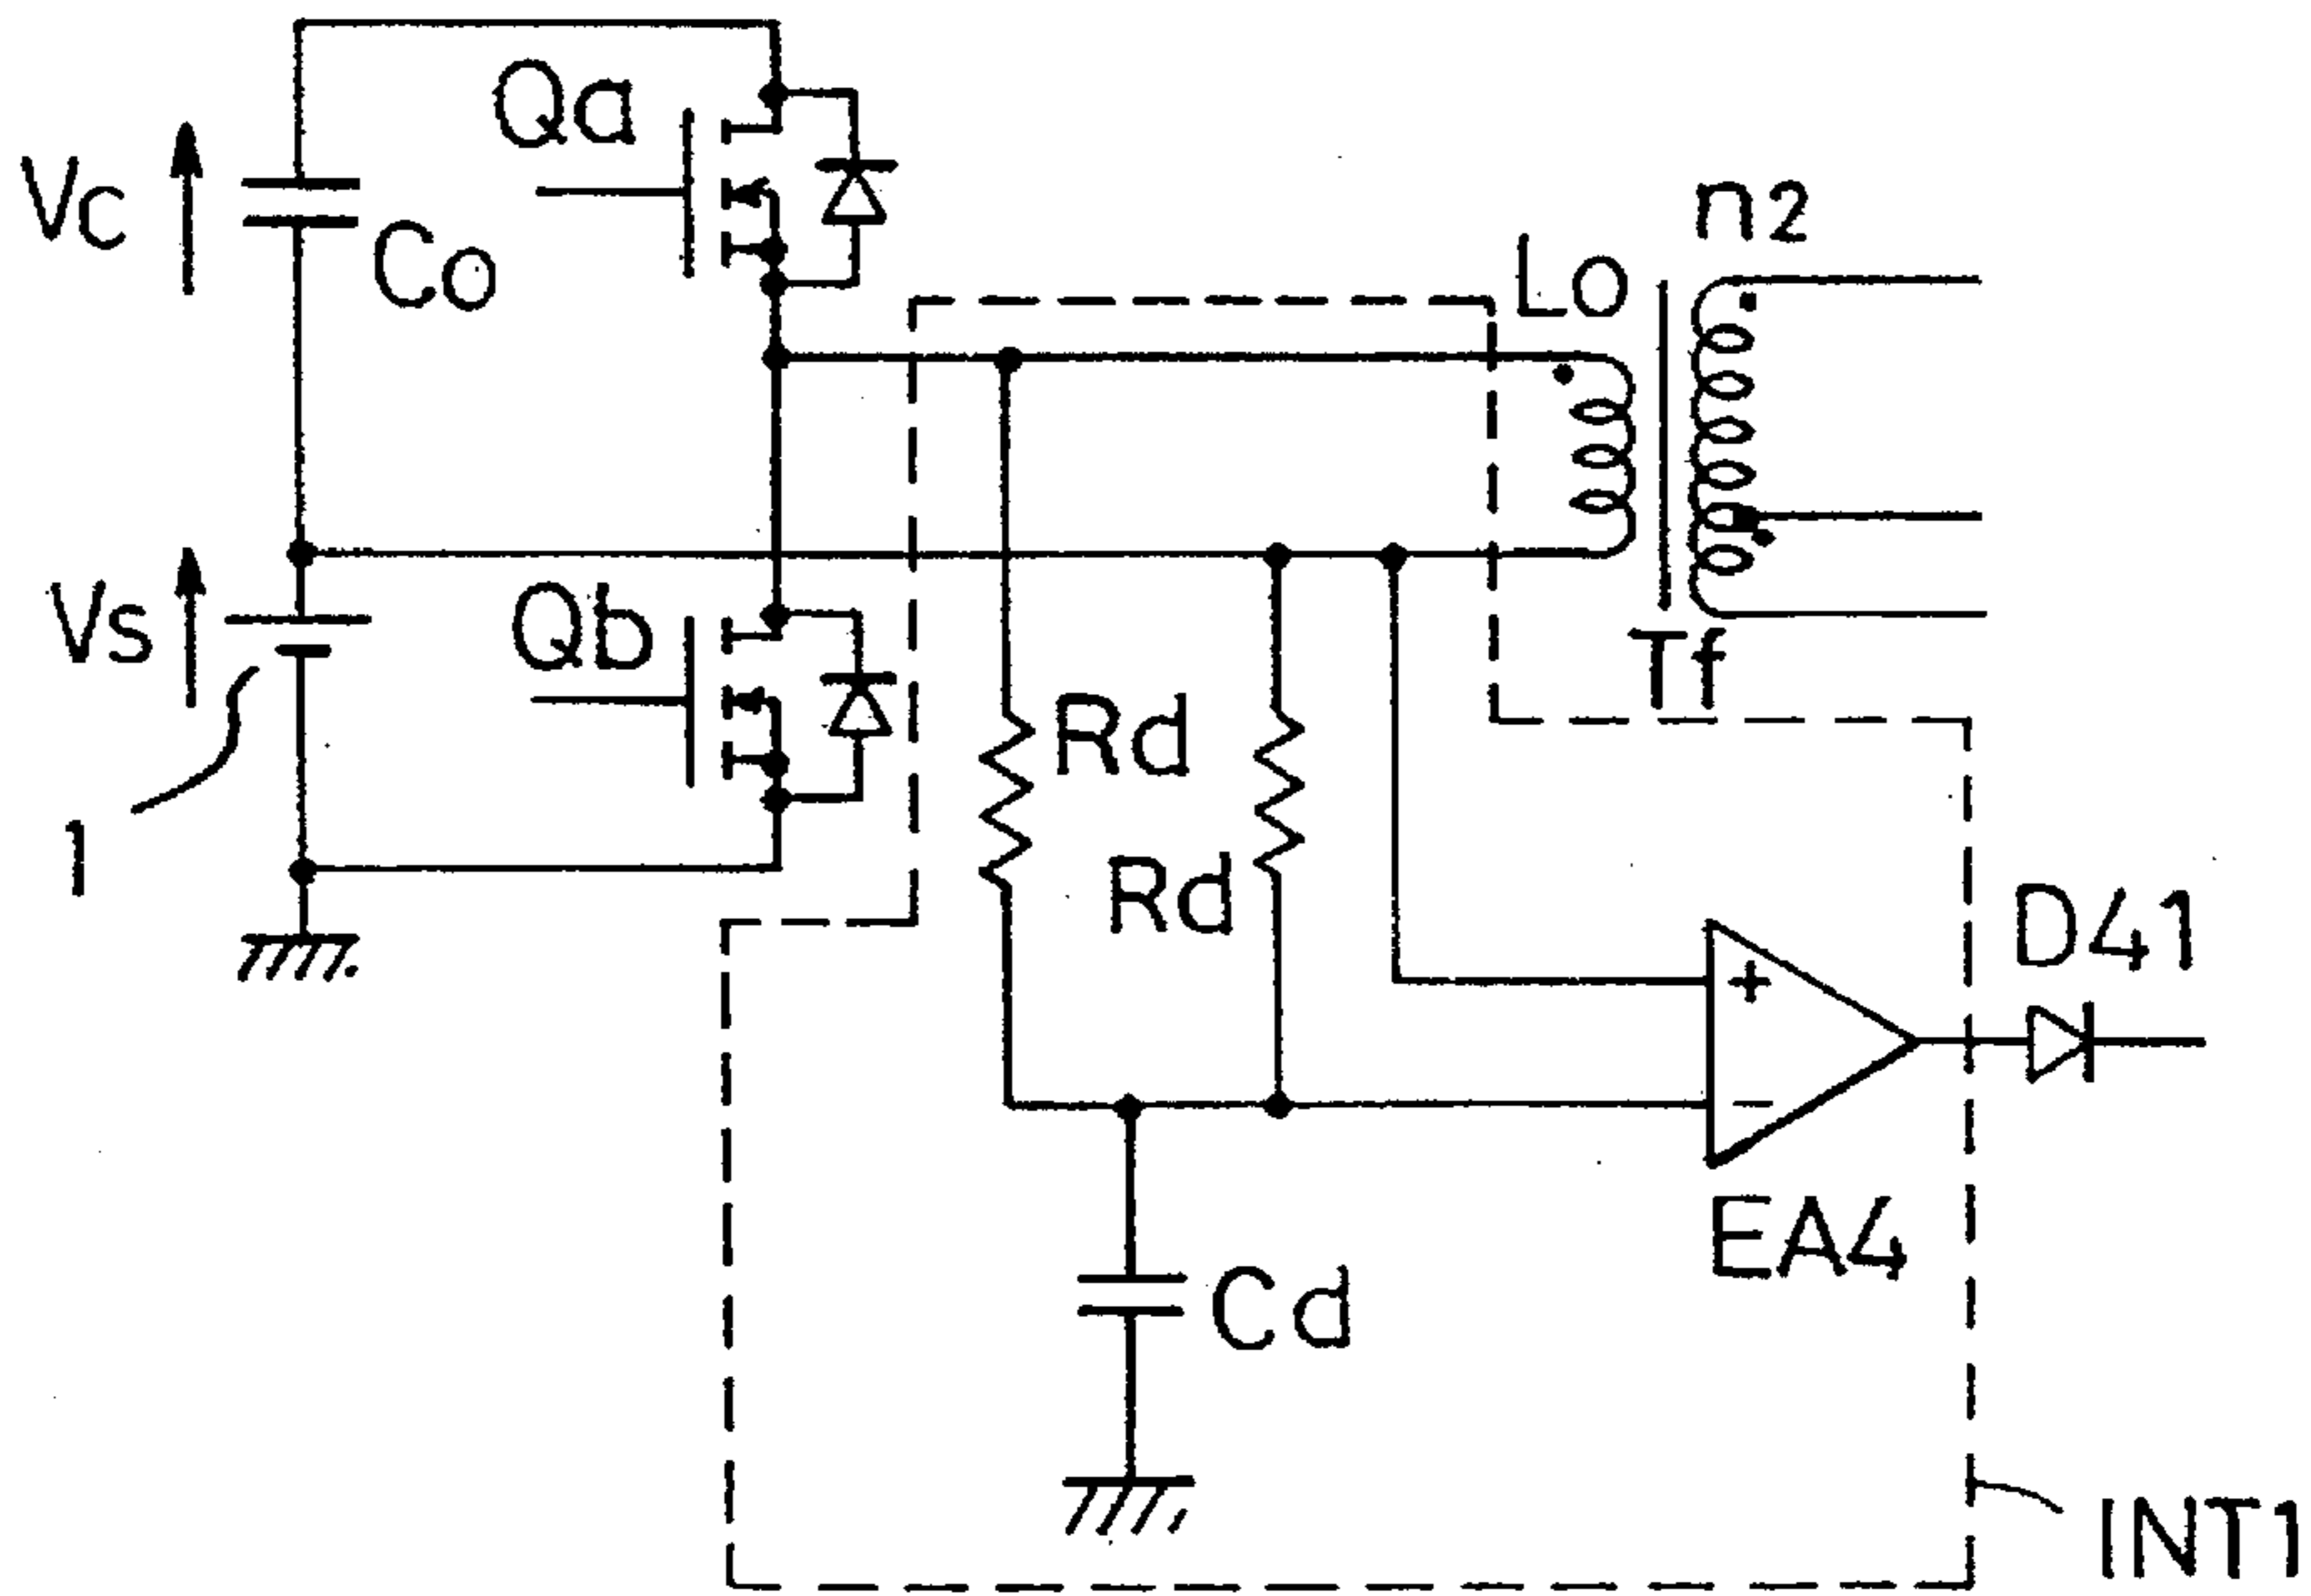 Qa
VC
Co
n2
Lo
Vs
Qb
Tf
Rd
1
Rd
D41
+
−
EA4
Cd
INT1